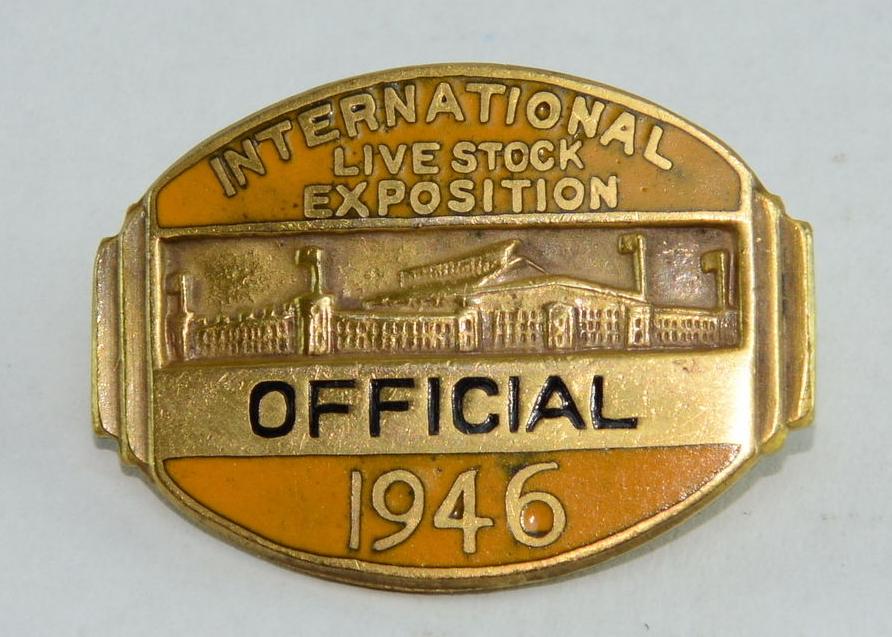 INTERNATIONAL
LIVE STOCK
EXPOSITION
OFFICIAL
1946